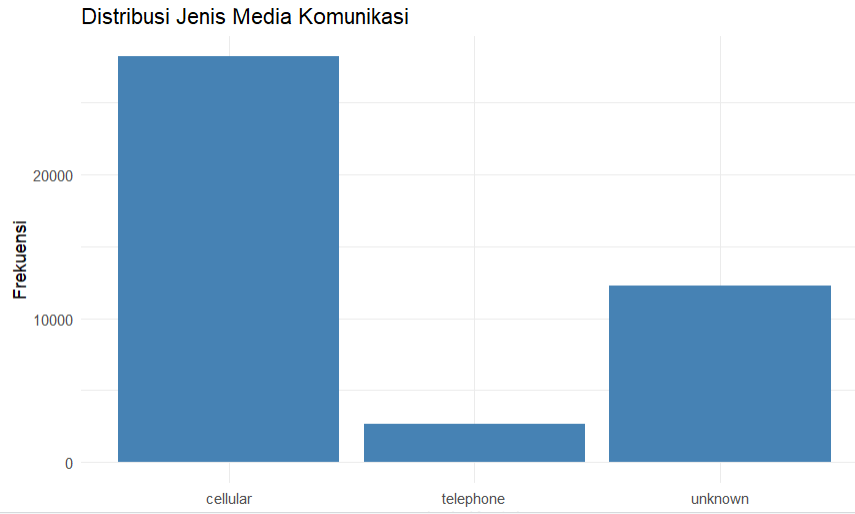 Distribusi Jenis Media Komunikasi
Frekuensi
20000
10000
0
cellular telephone unknown